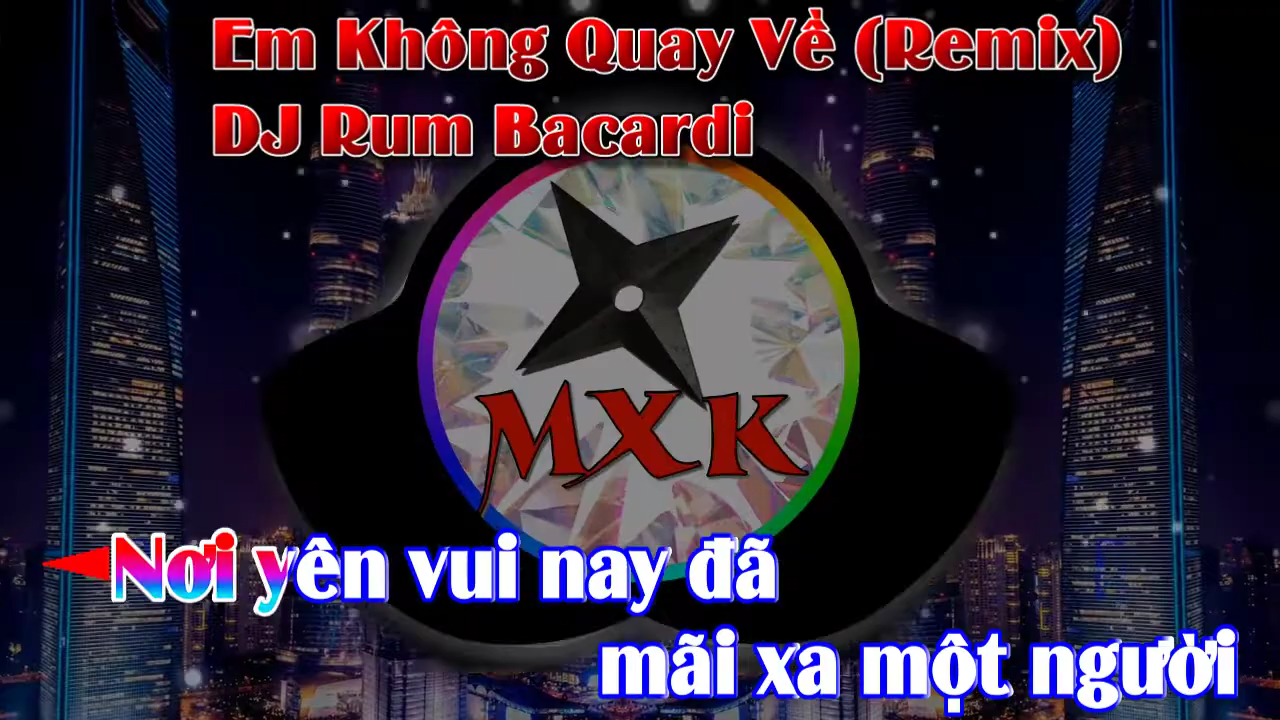 Em Không Quay Về (Remix)
DJ Rum Bacardi
MXK
Nơi yên vui nay đã
mãi xa một người